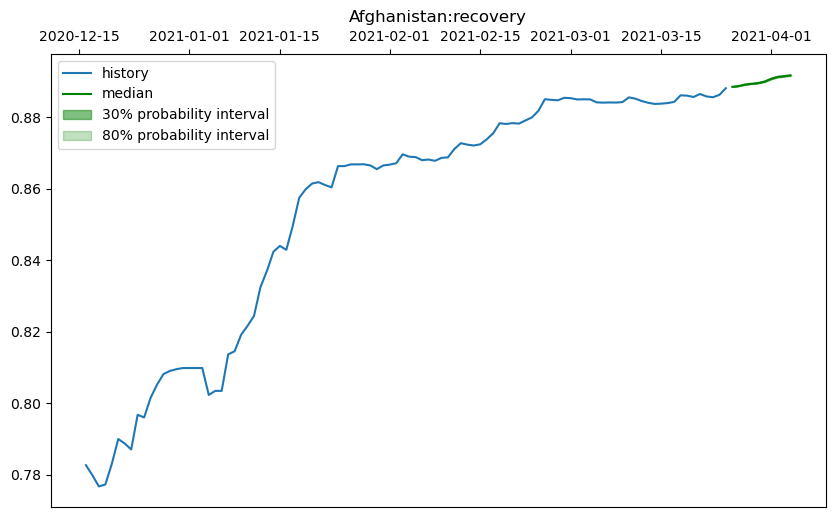 Afghanistan:recovery
2020-12-15 2021-01-01 2021-01-15 2021-02-01 2021-02-15 2021-03-01 2021-03-15 2021-04-01
history
median
30% probability interval
80% probability interval
0.88
0.86
0.84
0.82
0.80
0.78